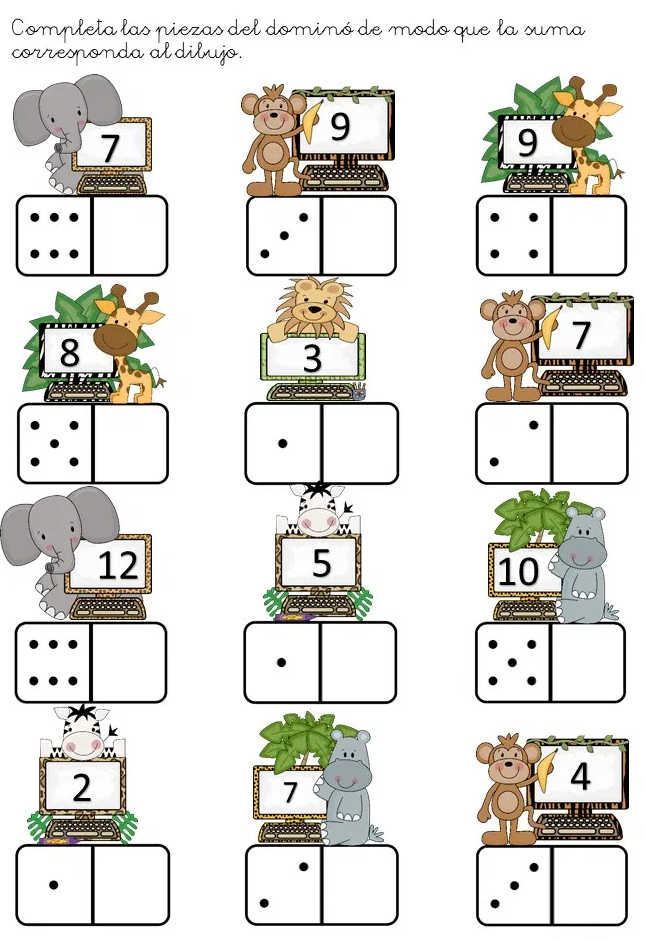 Completa las piezas del dominó de modo que la suma
corresponda al dibujo.
7 9 9
8 3 7
12 5 10
2 7 4